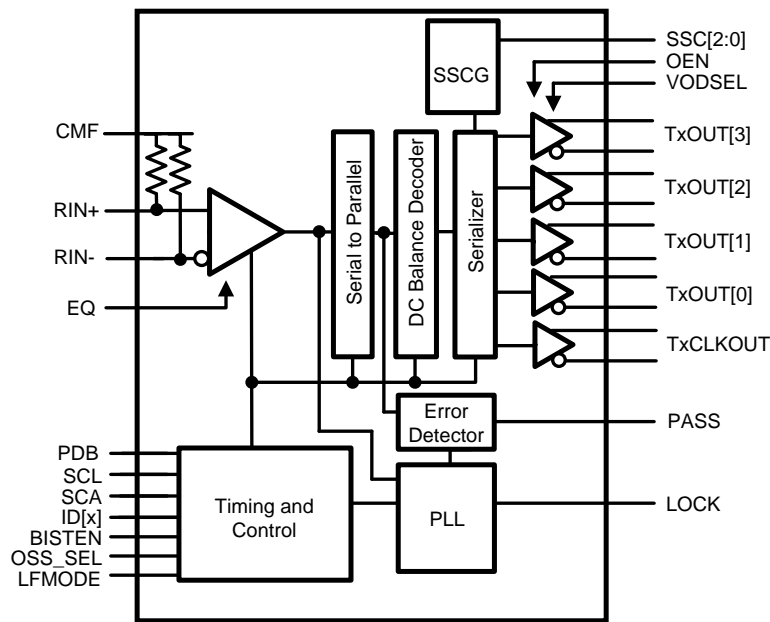 SSC[2:0]
OEN
VODSEL
SSCG
CMF
RIN+
RIN-
EQ
Serial to Parallel
DC Balance Decoder
Serializer
TxOUT[3]
TxOUT[2]
TxOUT[1]
TxOUT[0]
TxCLKOUT
Error
Detector
PASS
PDB
SCL
SCA
ID[x]
BISTEN
OSS_SEL
LFMODE
Timing and
Control
PLL
LOCK